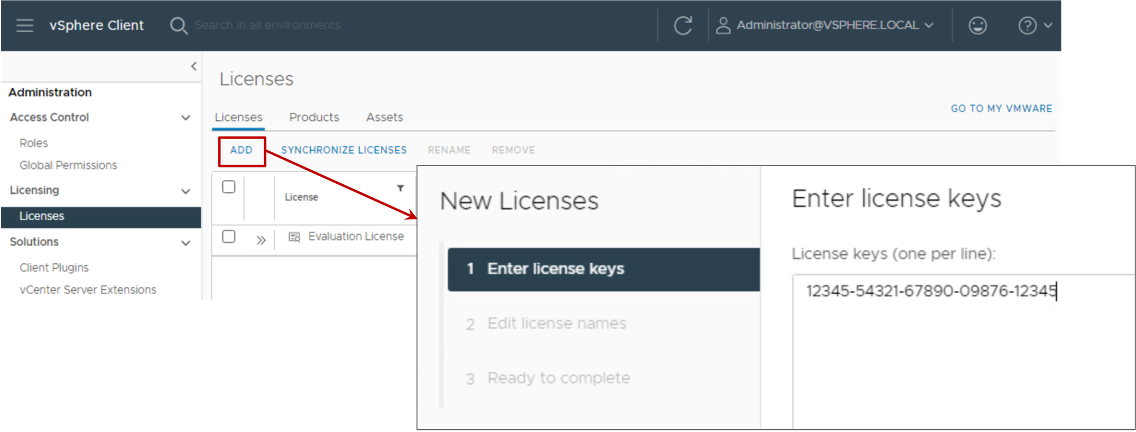 vSphere Client
Search in all environments
Administrator@VSPHERE.LOCAL
Administration
Access Control
Roles
Global Permissions
Licensing
Licenses
Solutions
Client Plugins
vCenter Server Extensions
Licenses
GO TO MY VMWARE
Licenses Products Assets
ADD SYNCHRONIZE LICENSES RENAME REMOVE
License
Evaluation License
New Licenses
1 Enter license keys
2 Edit license names
3 Ready to complete
Enter license keys
License keys (one per line):
12345-54321-67890-09876-12345